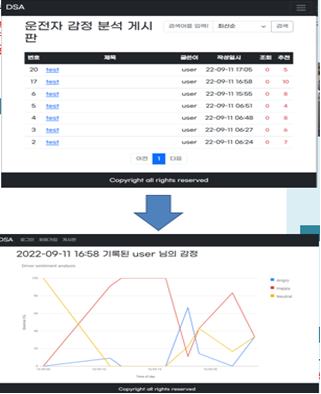 DSA
운전자 감정 분석 게시판
검색어를 입력! 최신순 검색
번호 제목 글쓴이 작성일시 조회 추천
20 test user 22-09-11 17:05 0 5
17 test user 22-09-11 16:58 0 10
6 test user 22-09-11 15:55 0 8
5 test user 22-09-11 06:51 0 4
4 test user 22-09-11 06:48 0 8
3 test user 22-09-11 06:27 0 6
2 test user 22-09-11 06:24 0 7
이전 1 다음
Copyright all rights reserved
DSA 로그인 회원가입 게시판
2022-09-11 16:58 기록된 user 님의 감정
Driver sentiment analysis
Angry
Happy
Neutral
100
0
Time of day
Copyright all rights reserved